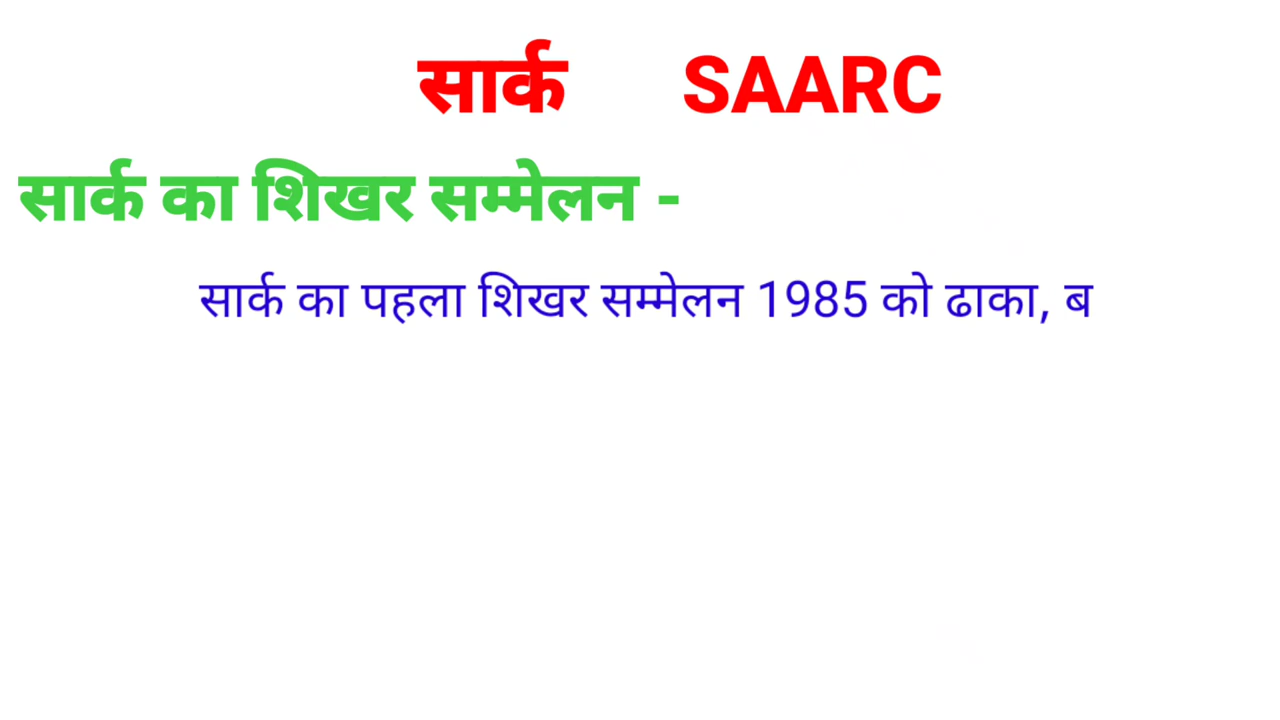 सार्क SAARC
सार्क का शिखर सम्मेलन -
सार्क का पहला शिखर सम्मेलन 1985 को ढाका, ब